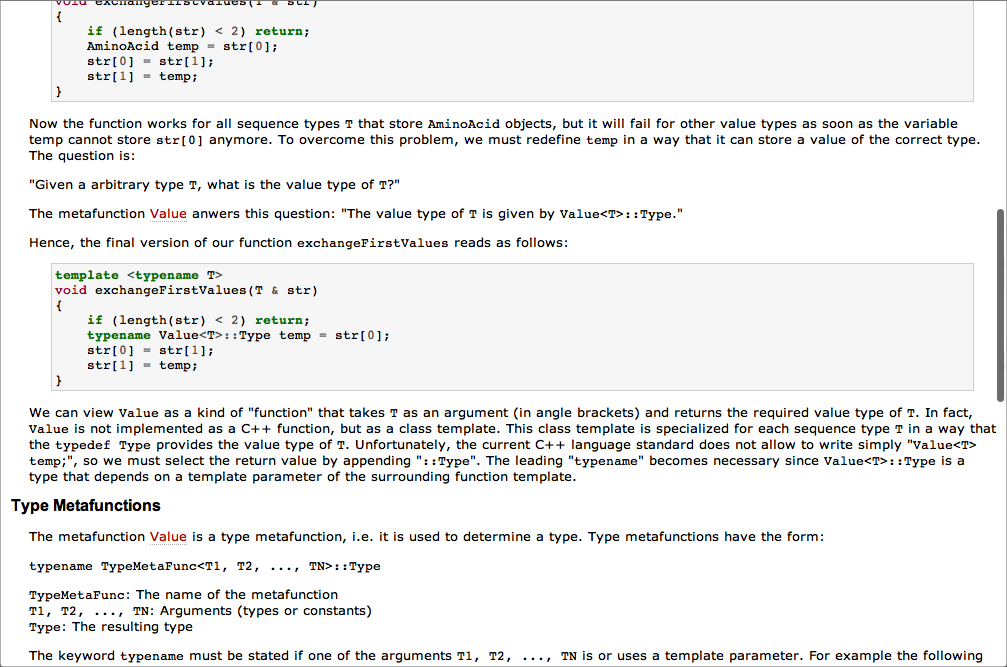 void exchangeFirstValues(T & str)
{
if (length(str) < 2) return;
AminoAcid temp = str[0];
str[0] = str[1];
str[1] = temp;
}
Now the function works for all sequence types T that store AminoAcid objects, but it will fail for other value types as soon as the variable
temp cannot store str[0] anymore. To overcome this problem, we must redefine temp in a way that it can store a value of the correct type.
The question is:
"Given a arbitrary type T, what is the value type of T?"
The metafunction Value anwers this question: "The value type of T is given by Value<T>::Type."
Hence, the final version of our function exchangeFirstValues reads as follows:
template <typename T>
void exchangeFirstValues(T & str)
{
if (length(str) < 2) return;
typename Value<T>::Type temp = str[0];
str[0] = str[1];
str[1] = temp;
}
We can view Value as a kind of "function" that takes T as an argument (in angle brackets) and returns the required value type of T. In fact,
Value is not implemented as a C++ function, but as a class template. This class template is specialized for each sequence type T in a way that
the typedef Type provides the value type of T. Unfortunately, the current C++ language standard does not allow to write simply "Value<T>
temp;", so we must select the return value by appending "::Type". The leading "typename" becomes necessary since Value<T>::Type is a
type that depends on a template parameter of the surrounding function template.
Type Metafunctions
The metafunction Value is a type metafunction, i.e. it is used to determine a type. Type metafunctions have the form:
typename TypeMetaFunc<T1, T2, ..., TN>::Type
TypeMetaFunc: The name of the metafunction
T1, T2, ..., TN: Arguments (types or constants)
Type: The resulting type
The keyword typename must be stated if one of the arguments T1, T2, ..., TN is or uses a template parameter. For example the following